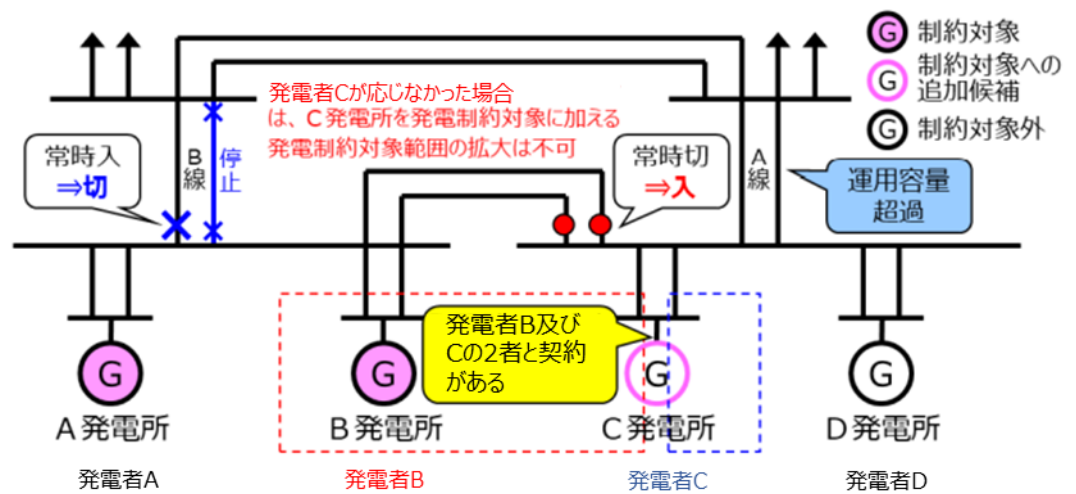 G 制約対象
G 制約対象への
追加候補
G 制約対象外
発電者Cが応じなかった場合
は、C発電所を発電制約対象に加える
発電制約対象範囲の拡大は不可
常時入
⇒切
B線
停止
常時切
⇒入
A線
運用容量
超過
発電者B及び
Cの2者と契約
がある
G
G
G
G
A発電所
B発電所
C発電所
D発電所
発電者A
発電者B
発電者C
発電者D